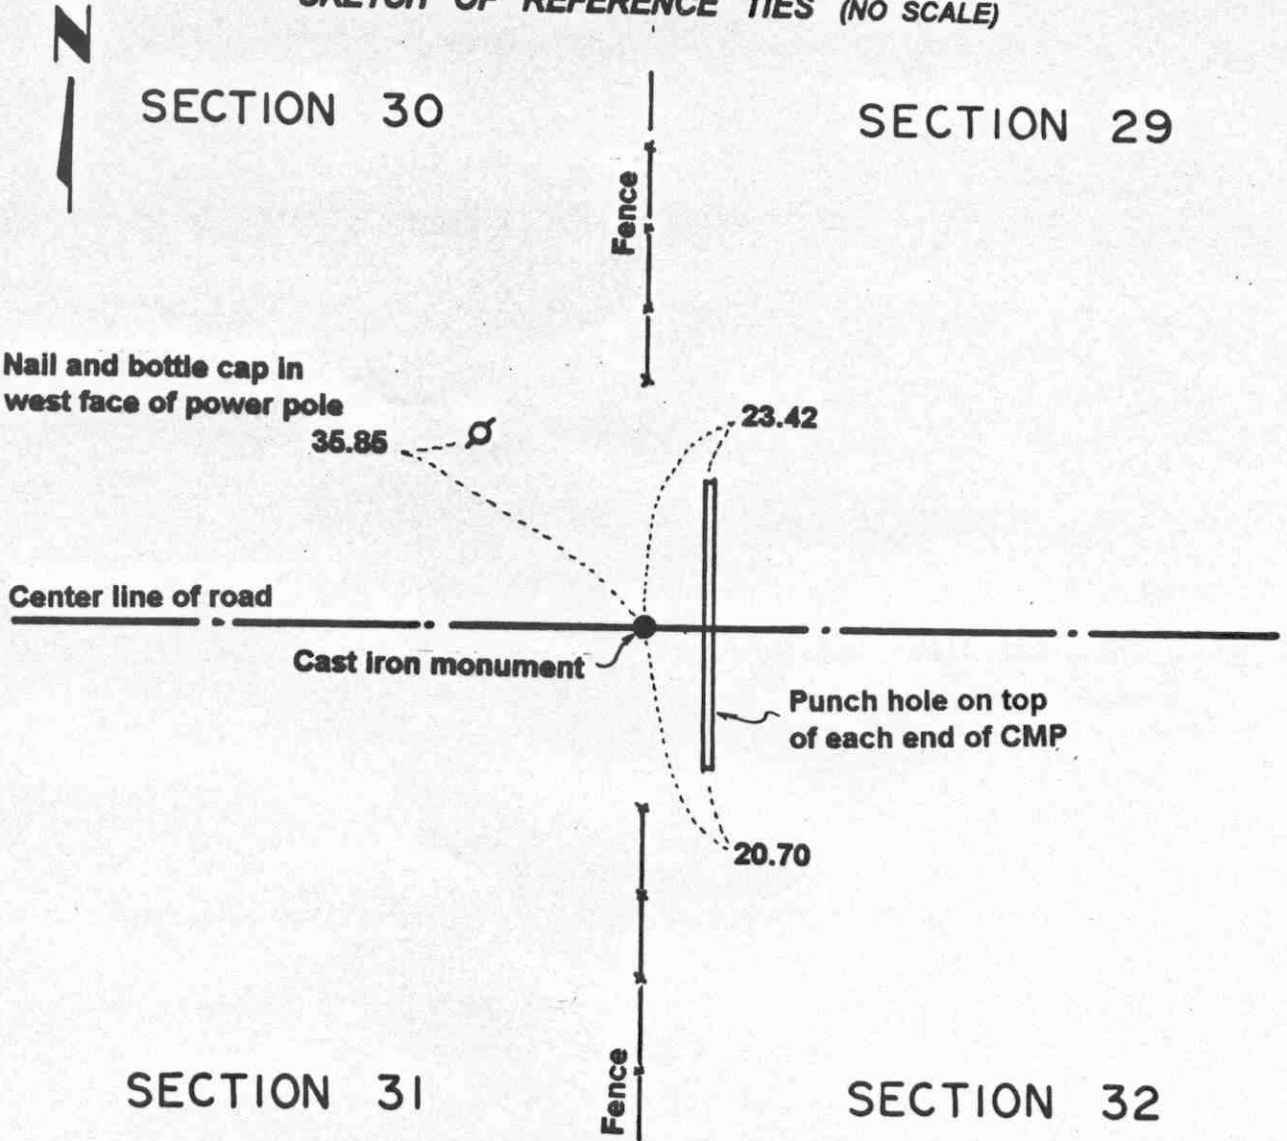 SKETCH OF REFERENCE TIES (NO SCALE)
N
SECTION 30
SECTION 29
Fence
Nail and bottle cap in
west face of power pole
35.85
23.42
Center line of road
Cast iron monument
Punch hole on top
of each end of CMP
20.70
Fence
SECTION 31
SECTION 32